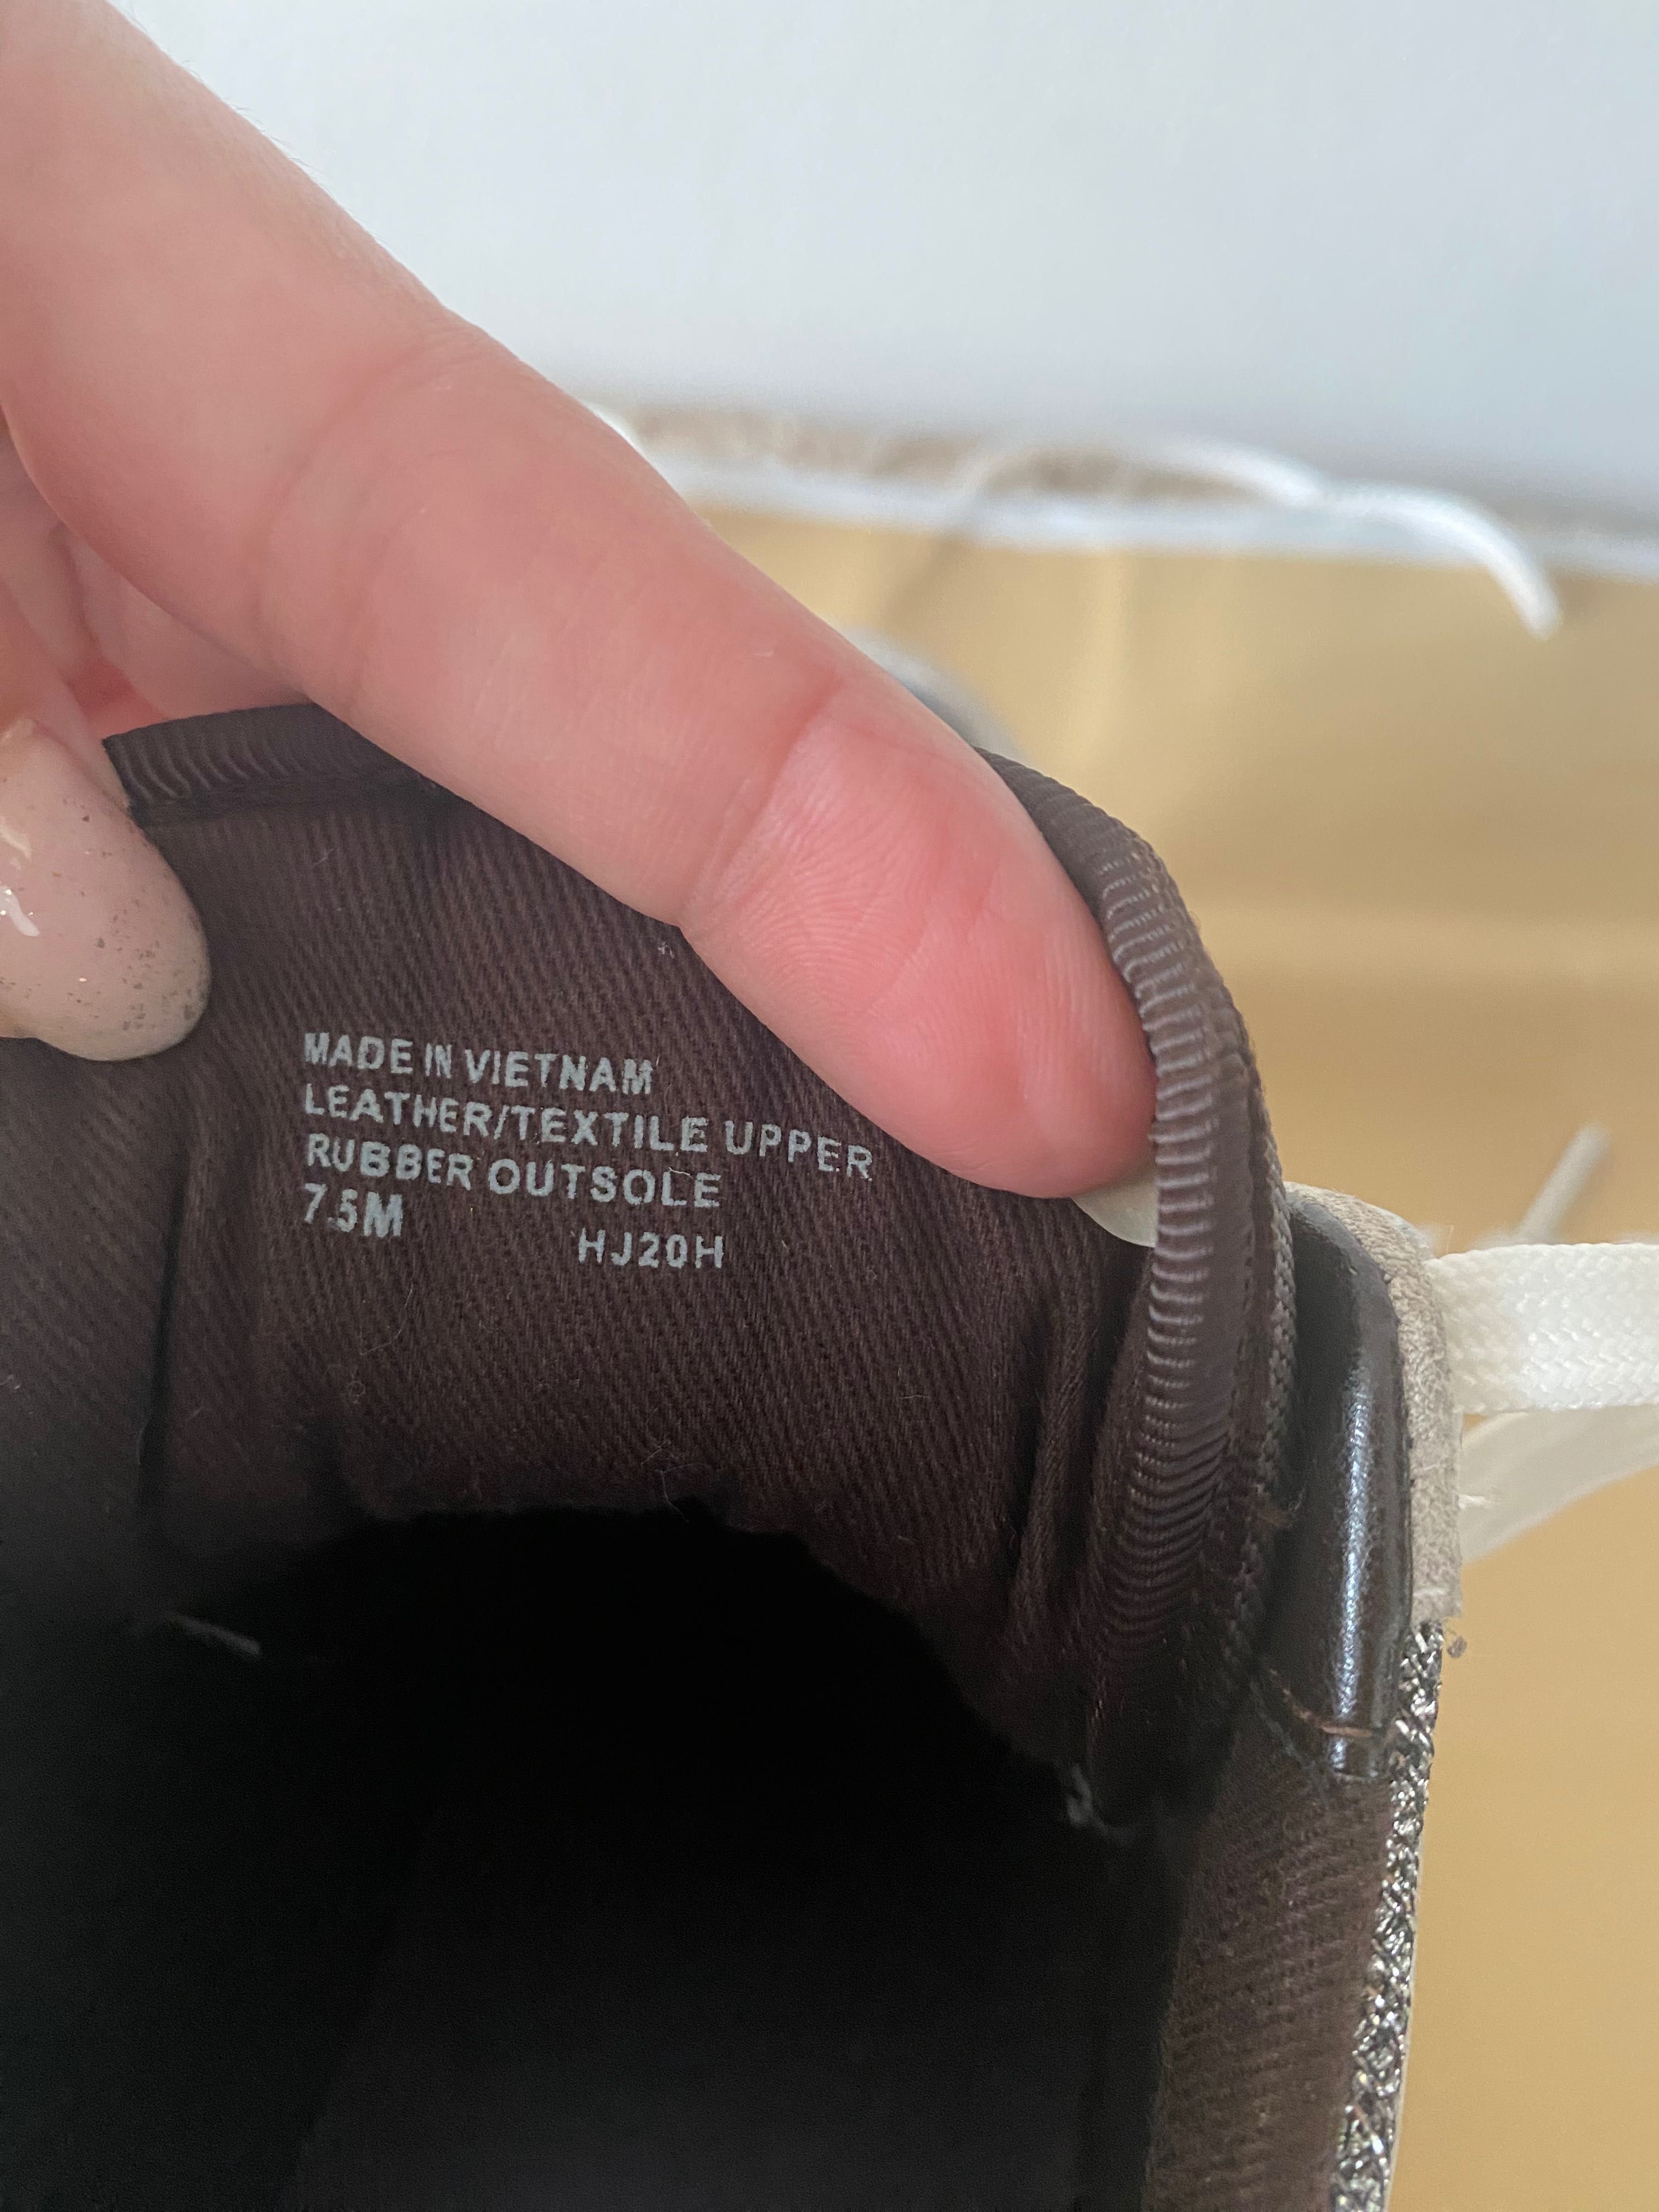 MADE IN VIETNAM
LEATHER/TEXTILE UPPER
RUBBER OUTSOLE
7.5M
HJ20H